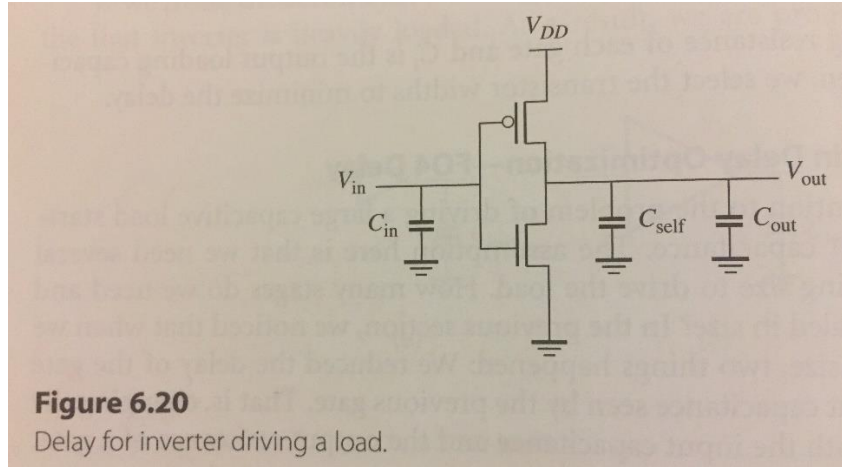 V_DD
V_in
V_out
C_in
C_self
C_out
Figure 6.20
Delay for inverter driving a load.